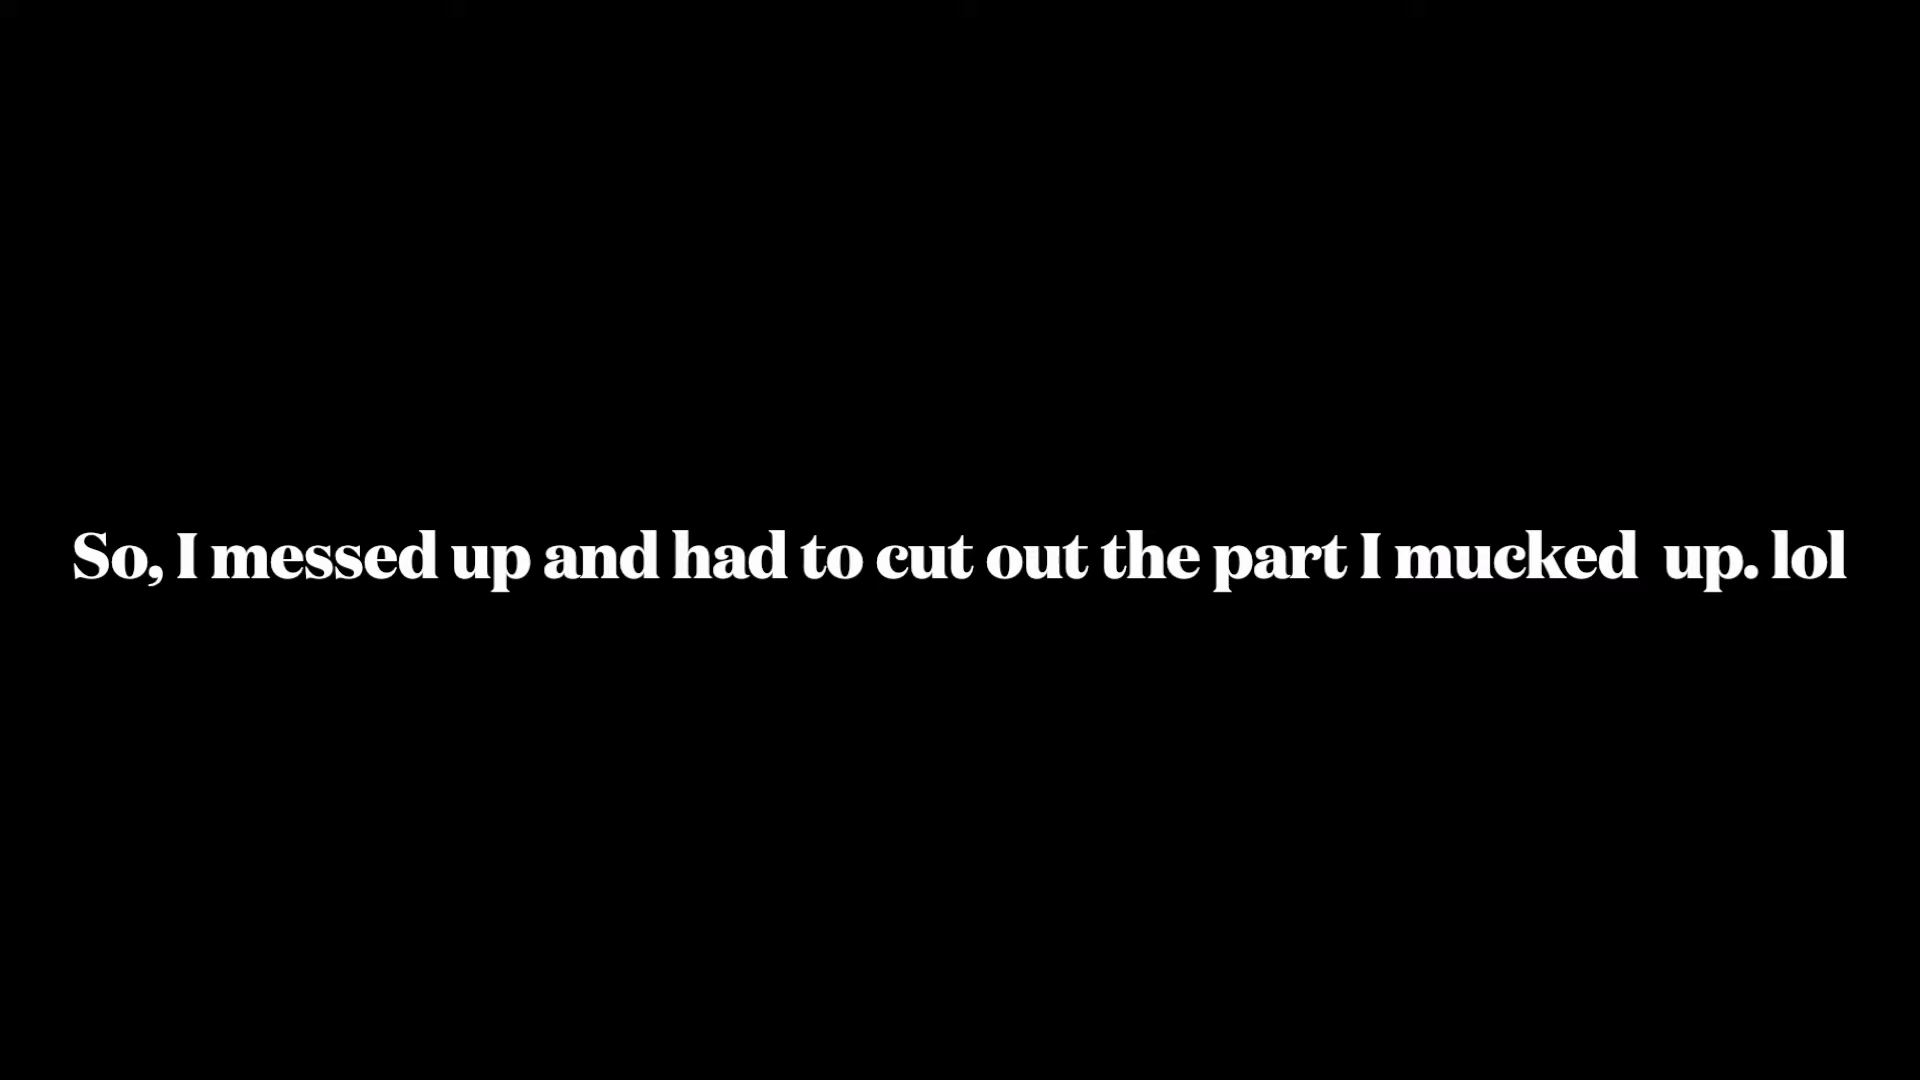 So, I messed up and had to cut out the part I mucked  up. lol